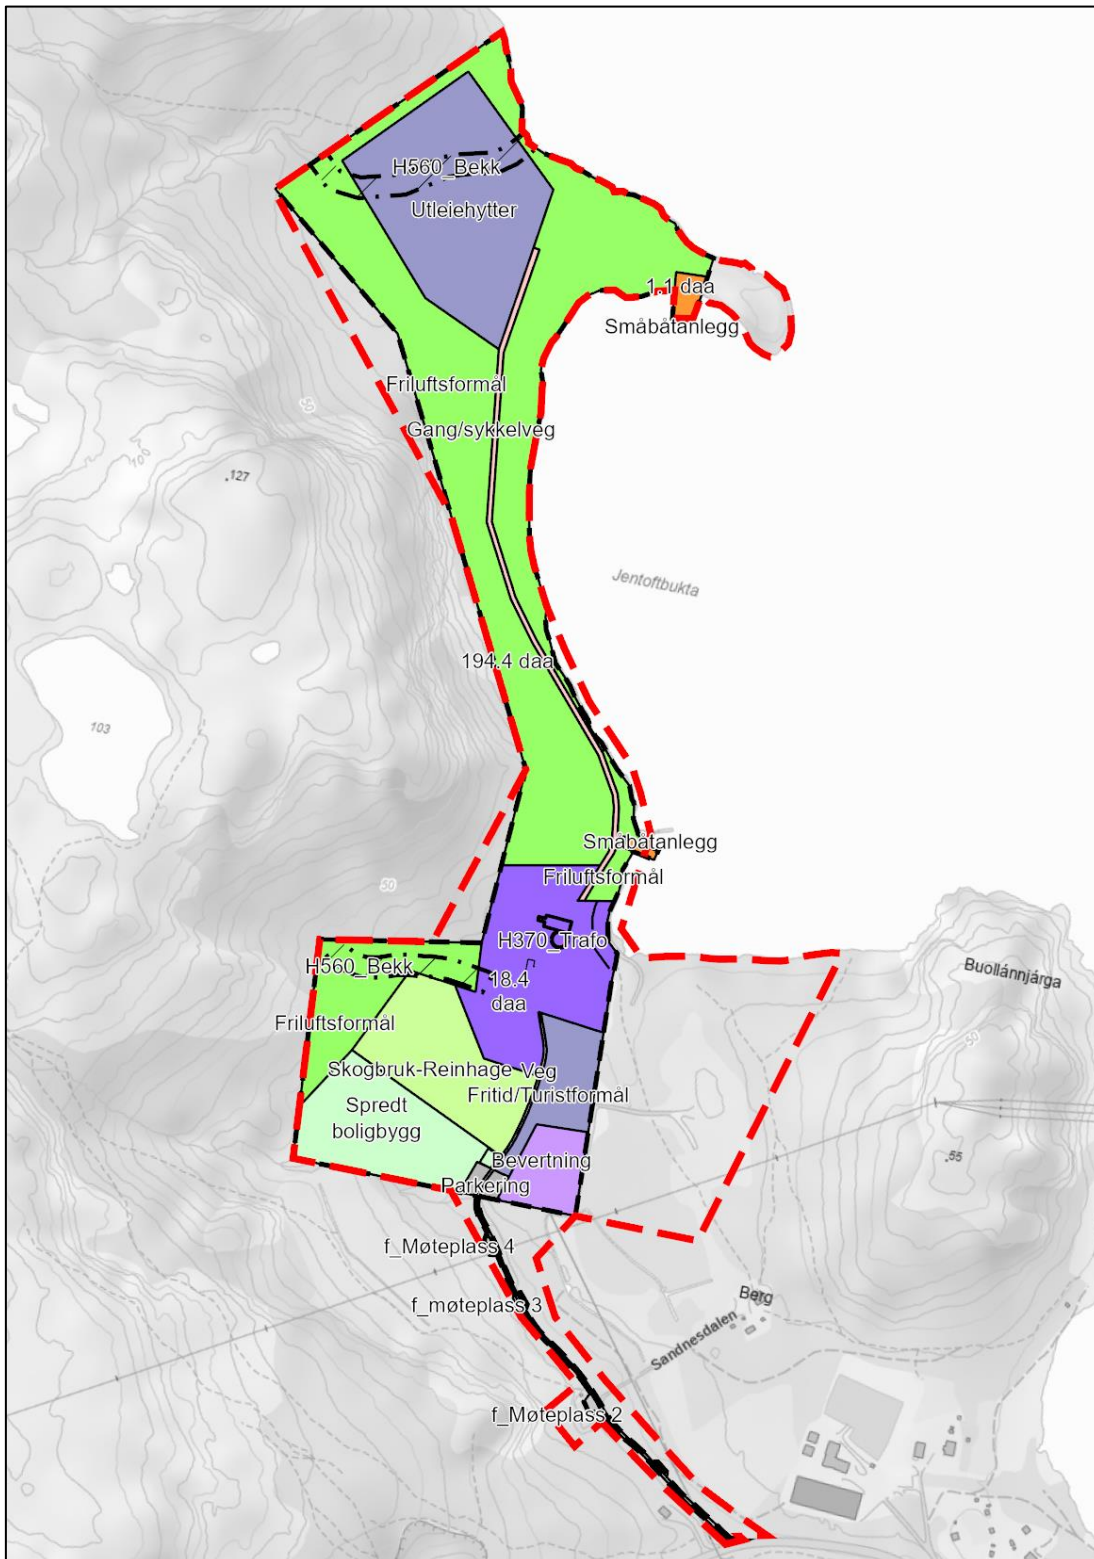 H560_Bekk
Utleiehytter
1.1 daa
Småbåtanlegg
Friluftsformål
50
Gang/sykkelveg
100
127
Jentoftbukta
194.4 daa
103
Småbåtanlegg
Friluftsformål
50
H370_Trafo
H560_Bekk
18.4
daa
Buollánnjárga
Friluftsformål
50
Skogbruk-Reinhage
Veg
Fritid/Turistformål
Spredt
boligbygg
Bevertning
55
Parkering
f_Møteplass 4
f_møteplass 3
Berg
Sandnesdalen
f_Møteplass 2